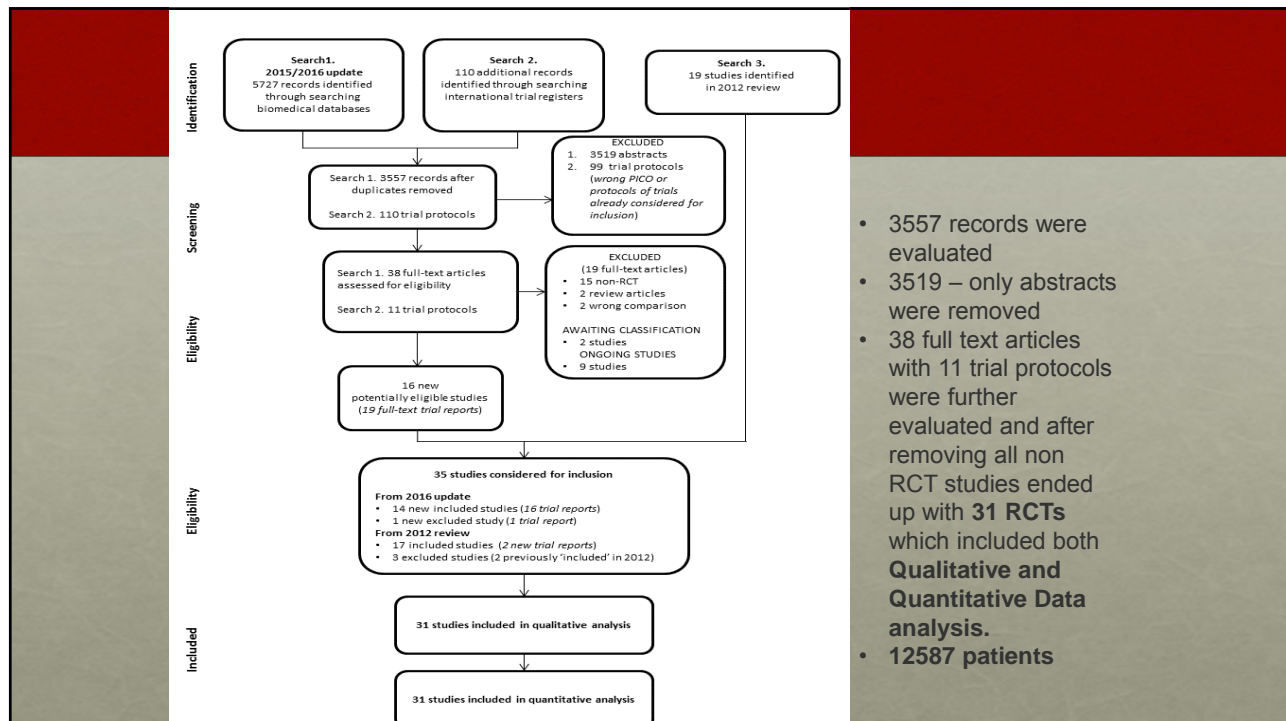 Identification
Search1.
2015/2016 update
5727 records identified
through searching
biomedical databases
Search 2.
110 additional records
identified through searching
international trial registers
Search 3.
19 studies identified
in 2012 review
Screening
Search 1. 3557 records after
duplicates removed
Search 2. 110 trial protocols
EXCLUDED
1. 3519 abstracts
2. 99 trial protocols
(wrong PICO or
protocols of trials
already considered for
inclusion)
Eligibility
Search 1. 38 full-text articles
assessed for eligibility
Search 2. 11 trial protocols
EXCLUDED
(19 full-text articles)
• 15 non-RCT
• 2 review articles
• 2 wrong comparison
AWAITING CLASSIFICATION
• 2 studies
ONGOING STUDIES
• 9 studies
16 new
potentially eligible studies
(19 full-text trial reports)
Eligibility
35 studies considered for inclusion
From 2016 update
• 14 new included studies (16 trial reports)
• 1 new excluded study (1 trial report)
From 2012 review
• 17 included studies (2 new trial reports)
• 3 excluded studies (2 previously 'included' in 2012)
Included
31 studies included in qualitative analysis
31 studies included in quantitative analysis
• 3557 records were
evaluated
• 3519 – only abstracts
were removed
• 38 full text articles
with 11 trial protocols
were further
evaluated and after
removing all non
RCT studies ended
up with 31 RCTs
which included both
Qualitative and
Quantitative Data
analysis.
• 12587 patients